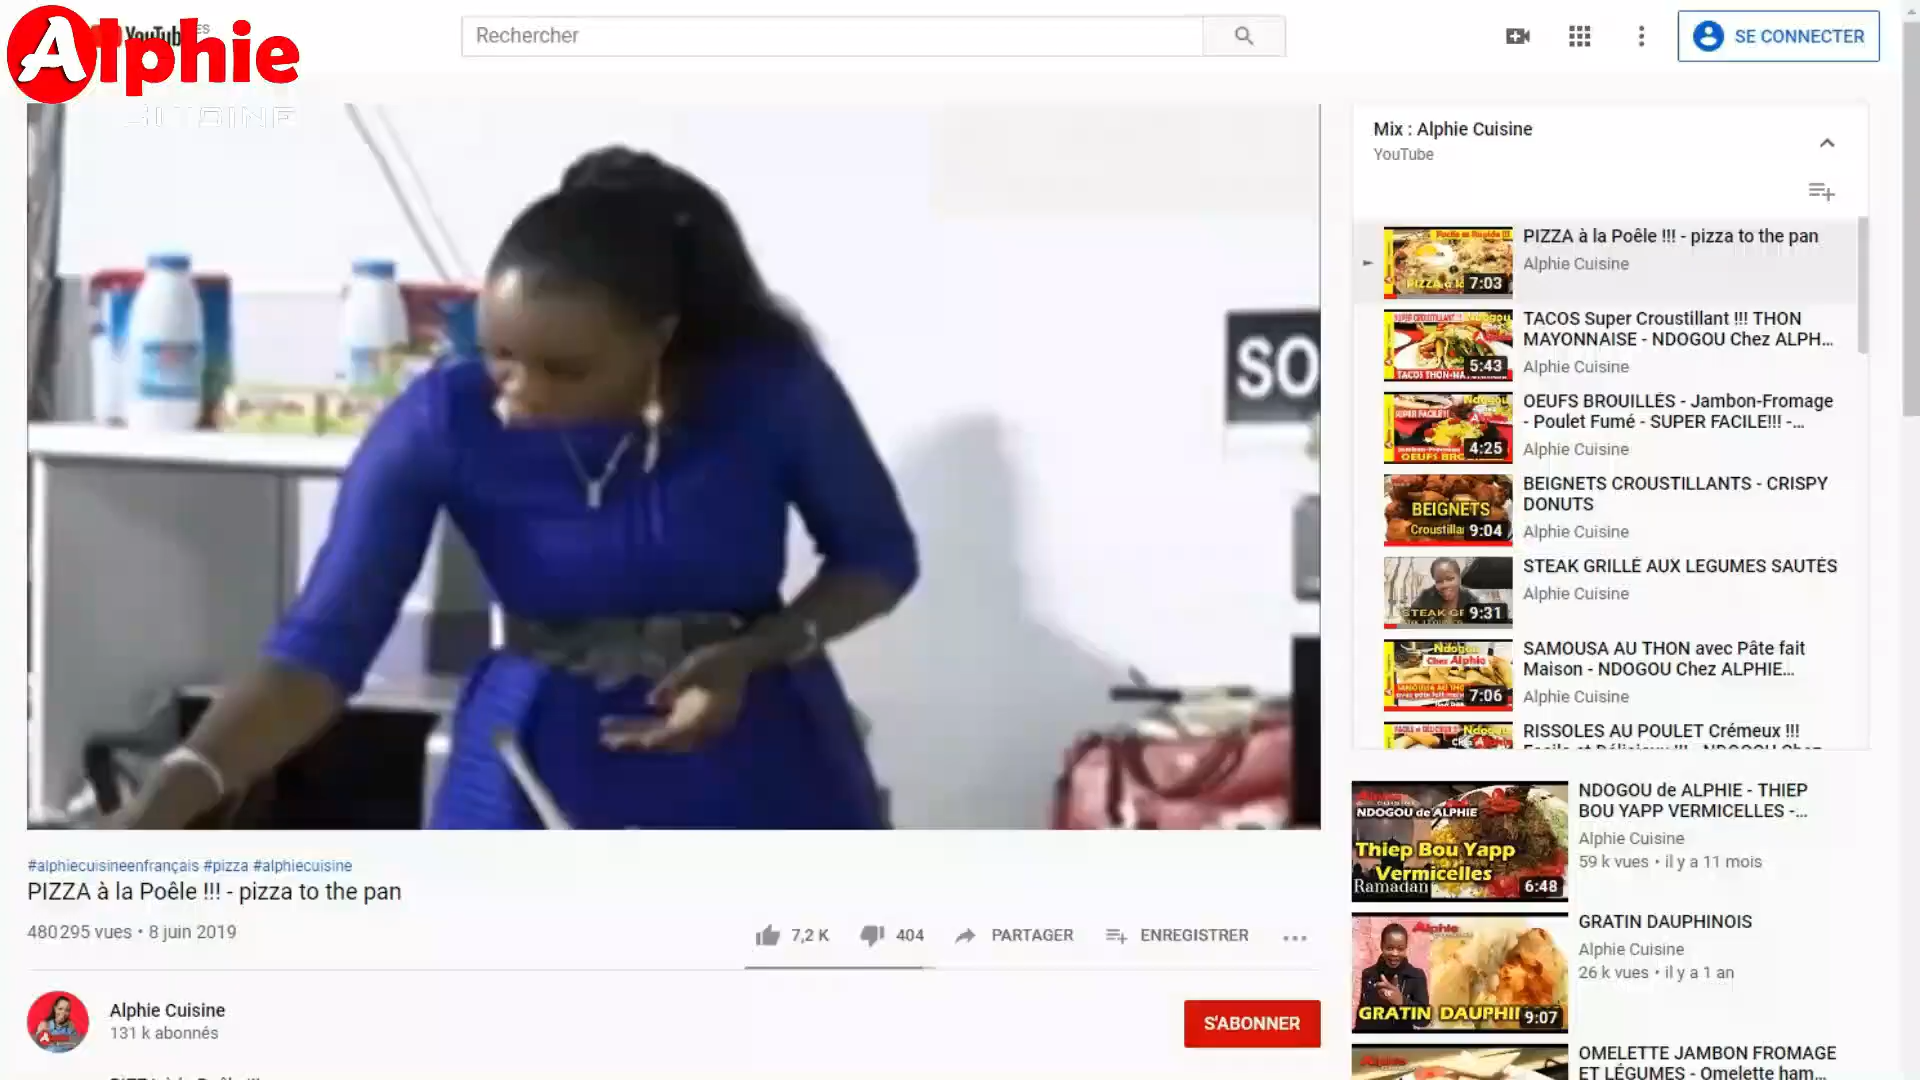 Alphie
YouTube ES
Rechercher
SE CONNECTER
Mix : Alphie Cuisine
YouTube
PIZZA à la Poêle !!! - pizza to the pan
Alphie Cuisine
7:03
TACOS Super Croustillant !!! THON
MAYONNAISE - NDOGOU Chez ALPH...
Alphie Cuisine
5:43
OEUFS BROUILLÉS - Jambon-Fromage
- Poulet Fumé - SUPER FACILE!!! -...
Alphie Cuisine
4:25
BEIGNETS CROUSTILLANTS - CRISPY
DONUTS
Alphie Cuisine
BEIGNETS
9:04
STEAK GRILLÉ AUX LEGUMES SAUTÉS
Alphie Cuisine
9:31
SAMOUSA AU THON avec Pâte fait
Maison - NDOGOU Chez ALPHIE...
Alphie Cuisine
7:06
RISSOLES AU POULET Crémeux !!!
SO
#alphiecuisineenfrançais #pizza #alphiecuisine
PIZZA à la Poêle !!! - pizza to the pan
480 295 vues • 8 juin 2019
7,2 K
404
PARTAGER
ENREGISTRER
Alphie Cuisine
131 k abonnés
S'ABONNER
NDOGOU de ALPHIE
Thiep Bou Yapp
Vermicelles
Ramadan
6:48
NDOGOU de ALPHIE - THIEP
BOU YAPP VERMICELLES -...
Alphie Cuisine
59 k vues • il y a 11 mois
GRATIN DAUPHI
9:07
GRATIN DAUPHINOIS
Alphie Cuisine
26 k vues • il y a 1 an
OMELETTE JAMBON FROMAGE
ET LÉGUMES - Omelette ham...